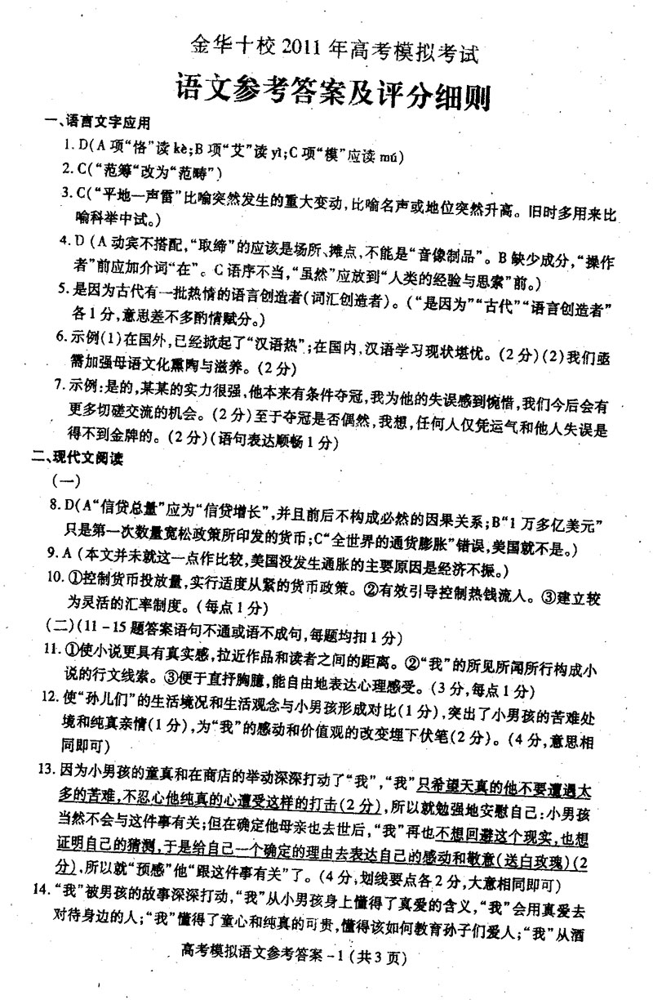 金华十校 2011 年高考模拟考试
语文参考答案及评分细则
一、语言文字应用
1. D(A 项“恪”读 kè;B 项“艾”读 yì;C 项“模”应读 mú)
2. C(“范筹“改为“范畴”)
3. C(“平地一声雷”比喻突然发生的重大变动,比喻名声或地位突然升高。旧时多用来比
喻科举中试。)
4. D (A 动宾不搭配,“取缔”的应该是场所、摊点,不能是“音像制品”。B 缺少成分,“操作
者”前应加介词“在”。C 语序不当,“虽然”应放到“人类的经验与思索”前。)
5. 是因为古代有一批热情的语言创造者(词汇创造者)。(“是因为”“古代”“语言创造者”
各 1 分,意思差不多酌情赋分。)
6. 示例(1)在国外,已经掀起了“汉语热”;在国内,汉语学习现状堪忧。(2 分)(2)我们亟
需加强母语文化熏陶与滋养。(2 分)
7. 示例:是的,某某的实力很强,他本来有条件夺冠,我为他的失误感到惋惜,我们今后会有
更多切磋交流的机会。(2 分)至于夺冠是否偶然,我想,任何人仅凭运气和他人失误是
得不到金牌的。(2 分)(语句表达顺畅 1 分)
二、现代文阅读
(一)
8. D(A“信贷总量”应为“信贷增长”,并且前后不构成必然的因果关系;B“1 万多亿美元”
只是第一次数量宽松政策所印发的货币;C“全世界的通货膨胀”错误,美国就不是。)
9. A (本文并未就这一点作比较,美国没发生通胀的主要原因是经济不振。)
10. ①控制货币投放量,实行适度从紧的货币政策。②有效引导控制热钱流入。③建立较
为灵活的汇率制度。(每点 1 分)
(二)(11－15 题答案语句不通或语不成句,每题均扣 1 分)
11. ①使小说更具有真实感,拉近作品和读者之间的距离。②“我”的所见所闻所行构成小
说的行文线索。③便于直抒胸臆,能自由地表达心理感受。(3 分,每点 1 分)
12. 使“孙儿们”的生活境况和生活观念与小男孩形成对比(1 分),突出了小男孩的苦难处
境和纯真亲情(1 分),为“我”的感动和价值观的改变埋下伏笔(2 分)。(4 分,意思相
同即可)
13. 因为小男孩的童真和在商店的举动深深打动了“我”,“我”只希望天真的他不要遭遇太
多的苦难,不忍心他纯真的心遭受这样的打击(2 分),所以就勉强地安慰自己:小男孩
当然不会与这件事有关;但在确定他母亲也去世后,“我”再也不想回避这个现实,也想
证明自己的猜测,于是给自己一个确定的理由去表达自己的感动和敬意(送白玫瑰)(2
分),所以就“预感”他“跟这件事有关”了。(4 分,划线要点各 2 分,大意相同即可)
14. “我”被男孩的故事深深打动,“我”从小男孩身上懂得了真爱的含义,“我”会用真爱去
对待身边的人;“我”懂得了童心和纯真的可贵,懂得该如何教育孙子们爱人;“我”从酒
高考模拟语文参考答案－1 (共 3 页)